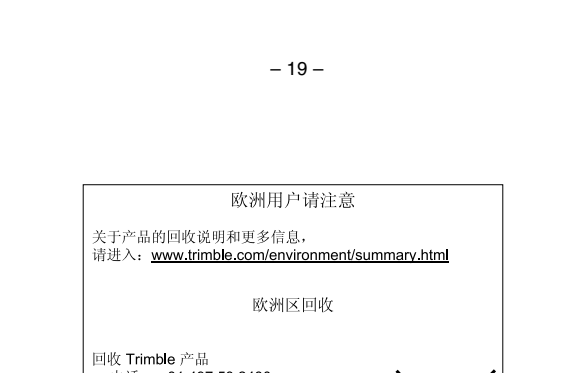 – 19 –
欧洲用户请注意
关于产品的回收说明和更多信息，
请进入：www.trimble.com/environment/summary.html
欧洲区回收
回收 Trimble 产品